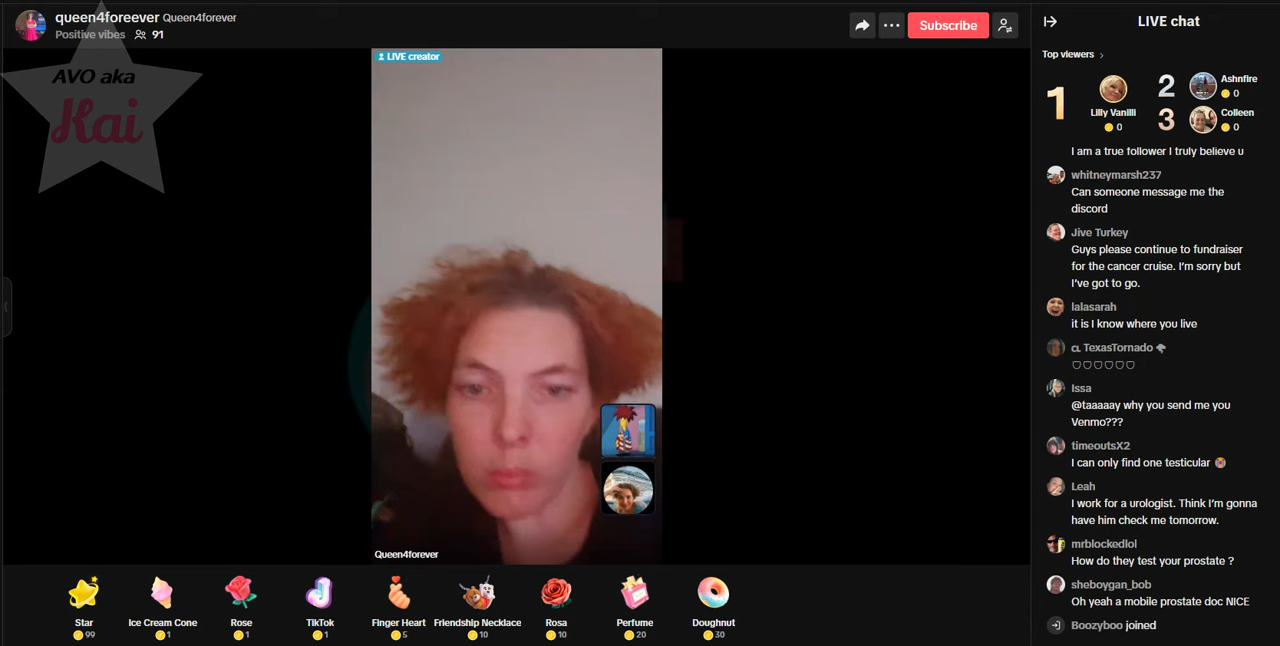 queen4foreever Queen4forever
Positive vibes 91
Subscribe
AVO aka
Kai
LIVE creator
Queen4forever
Star
99
Ice Cream Cone
1
Rose
1
TikTok
1
Finger Heart
5
Friendship Necklace
10
Rosa
10
Perfume
20
Doughnut
30
LIVE chat
Top viewers
1
Lilly Vanilli
0
2
Ashnfire
0
3
Colleen
0
I am a true follower I truly believe u
whitneymarsh237
Can someone message me the
discord
Jive Turkey
Guys please continue to fundraiser
for the cancer cruise. I'm sorry but
I've got to go.
lalasarah
it is I know where you live
CL TexasTornado 🌪
Issa
@taaaaay why you send me you
Venmo???
timeoutsX2
I can only find one testicular
Leah
I work for a urologist. Think I'm gonna
have him check me tomorrow.
mrblockedlol
How do they test your prostate ?
sheboygan_bob
Oh yeah a mobile prostate doc NICE
Boozyboo joined